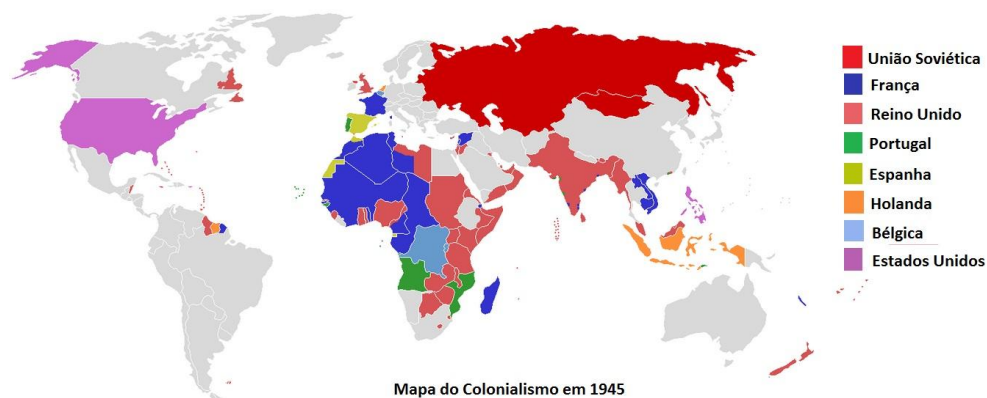 União Soviética
França
Reino Unido
Portugal
Espanha
Holanda
Bélgica
Estados Unidos
Mapa do Colonialismo em 1945